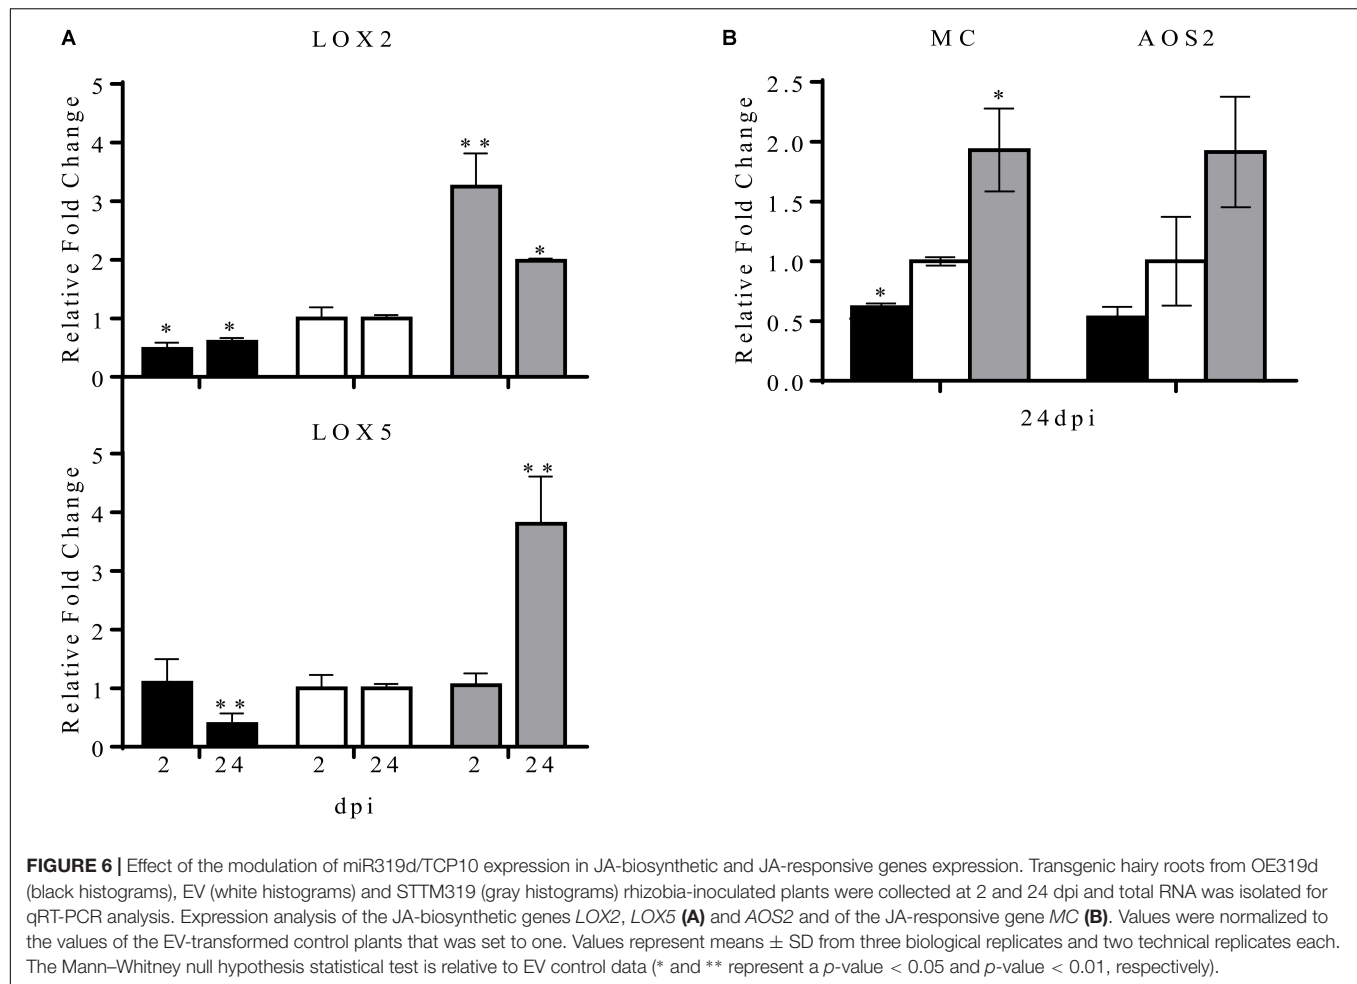 A
LOX2
Relative Fold Change
5
4
3
2
1
0
*
*
**
*
LOX5
Relative Fold Change
5
4
3
2
1
0
**
**
2 24 2 24 2 24
dpi
B
MC AOS2
Relative Fold Change
2.5
2.0
1.5
1.0
0.5
0.0
*
*
24dpi
FIGURE 6 | Effect of the modulation of miR319d/TCP10 expression in JA-biosynthetic and JA-responsive genes expression. Transgenic hairy roots from OE319d
(black histograms), EV (white histograms) and STTM319 (gray histograms) rhizobia-inoculated plants were collected at 2 and 24 dpi and total RNA was isolated for
qRT-PCR analysis. Expression analysis of the JA-biosynthetic genes LOX2, LOX5 (A) and AOS2 and of the JA-responsive gene MC (B). Values were normalized to
the values of the EV-transformed control plants that was set to one. Values represent means ± SD from three biological replicates and two technical replicates each.
The Mann–Whitney null hypothesis statistical test is relative to EV control data (* and ** represent a p-value < 0.05 and p-value < 0.01, respectively).